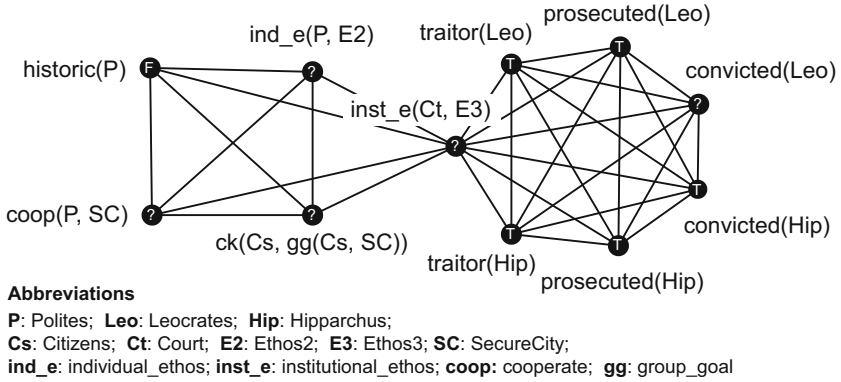 prosecuted(Leo)
ind_e(P, E2)
traitor(Leo)
historic(P)
F
?
T
T
convicted(Leo)
inst_e(Ct, E3)
?
?
coop(P, SC)
?
?
T
convicted(Hip)
ck(Cs, gg(Cs, SC))
T
T
traitor(Hip)
prosecuted(Hip)
Abbreviations
P: Polites; Leo: Leocrates; Hip: Hipparchus;
Cs: Citizens; Ct: Court; E2: Ethos2; E3: Ethos3; SC: SecureCity;
ind_e: individual_ethos; inst_e: institutional_ethos; coop: cooperate; gg: group_goal